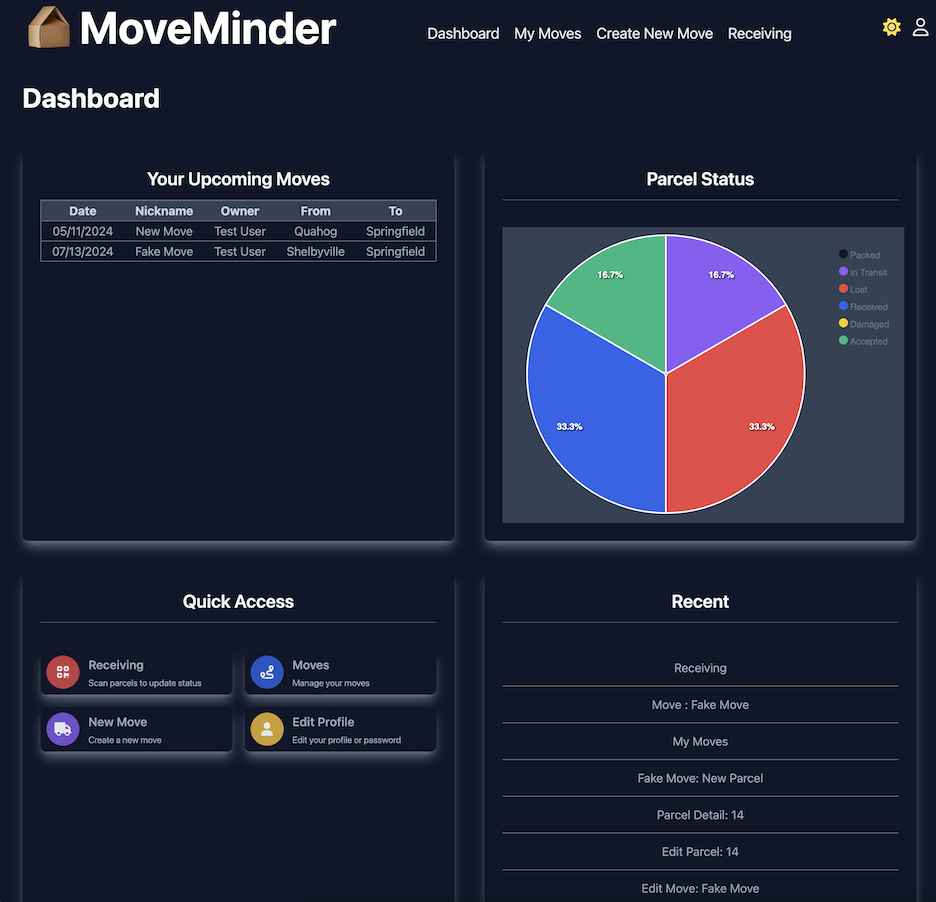 MoveMinder
Dashboard My Moves Create New Move Receiving
Dashboard
Your Upcoming Moves
Date Nickname Owner From To
05/11/2024 New Move Test User Quahog Springfield
07/13/2024 Fake Move Test User Shelbyville Springfield
Parcel Status
16.7% 16.7%
33.3% 33.3%
Packed
In Transit
Lost
Received
Damaged
Accepted
Quick Access
Receiving
Scan parcels to update status
Moves
Manage your moves
New Move
Create a new move
Edit Profile
Edit your profile or password
Recent
Receiving
Move : Fake Move
My Moves
Fake Move: New Parcel
Parcel Detail: 14
Edit Parcel: 14
Edit Move: Fake Move